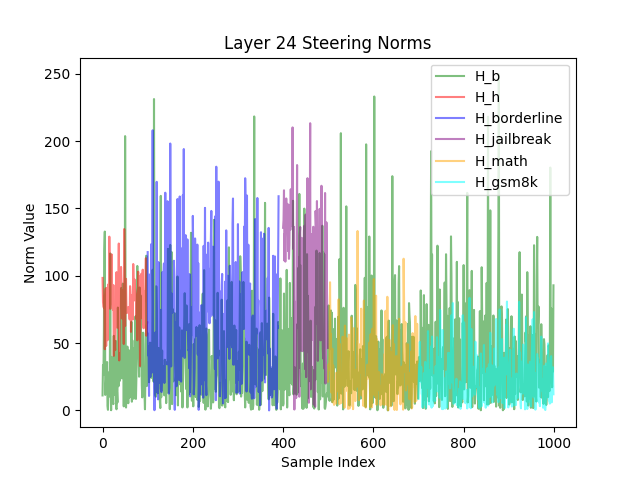 Layer 24 Steering Norms
Norm Value
250
200
150
100
50
0
H_b
H_h
H_borderline
H_jailbreak
H_math
H_gsm8k
0 200 400 600 800 1000
Sample Index